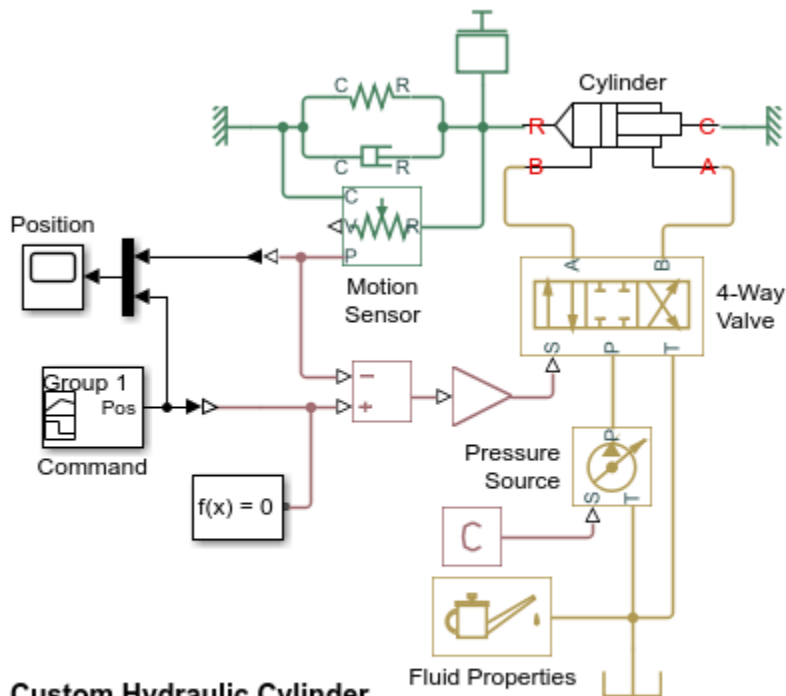 Cylinder
C R
R C
C R
B A
C
V R
P
Position
Motion
Sensor
A B
4-Way
Valve
S P T
Group 1
Pos
−
+
Command
f(x) = 0
Pressure
Source
P
S T
C
Fluid Properties
Custom Hydraulic Cylinder